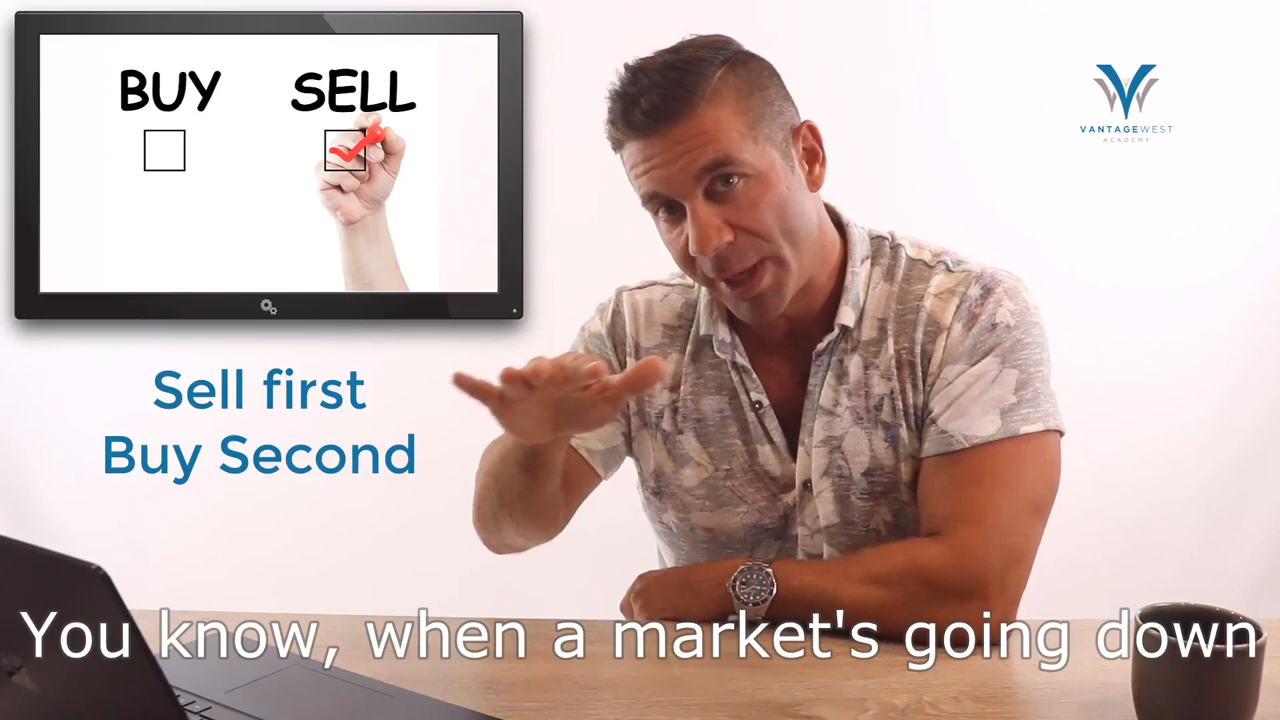 BUY SELL
VANTAGEWEST
ACADEMY
Sell first
Buy Second
You know, when a market's going down